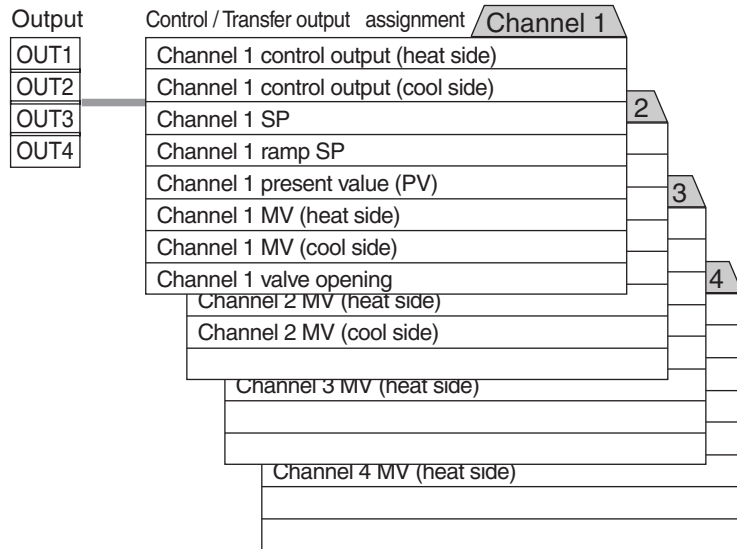 Output
Control / Transfer output assignment
Channel 1
OUT1
OUT2
OUT3
OUT4
Channel 1 control output (heat side)
Channel 1 control output (cool side)
Channel 1 SP
Channel 1 ramp SP
Channel 1 present value (PV)
Channel 1 MV (heat side)
Channel 1 MV (cool side)
Channel 1 valve opening
2
Channel 2 MV (heat side)
Channel 2 MV (cool side)
3
Channel 3 MV (heat side)
4
Channel 4 MV (heat side)